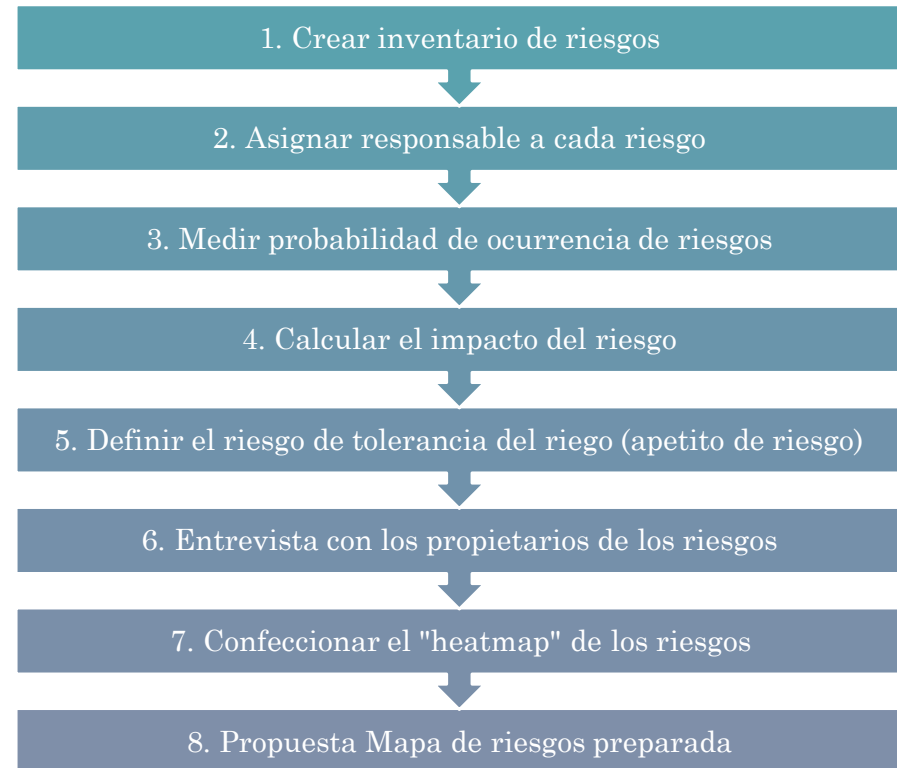 1. Crear inventario de riesgos
2. Asignar responsable a cada riesgo
3. Medir probabilidad de ocurrencia de riesgos
4. Calcular el impacto del riesgo
5. Definir el riesgo de tolerancia del riego (apetito de riesgo)
6. Entrevista con los propietarios de los riesgos
7. Confeccionar el "heatmap" de los riesgos
8. Propuesta Mapa de riesgos preparada